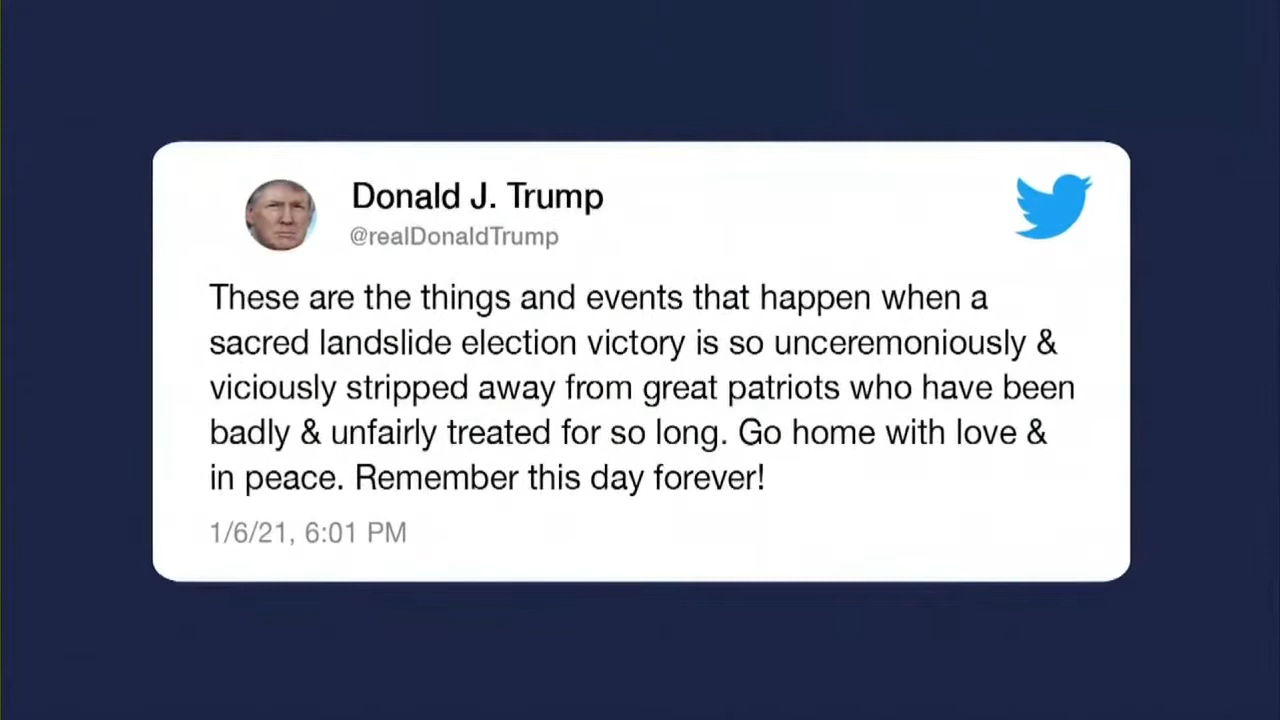 Donald J. Trump
@realDonaldTrump
These are the things and events that happen when a
sacred landslide election victory is so unceremoniously &
viciously stripped away from great patriots who have been
badly & unfairly treated for so long. Go home with love &
in peace. Remember this day forever!
1/6/21, 6:01 PM